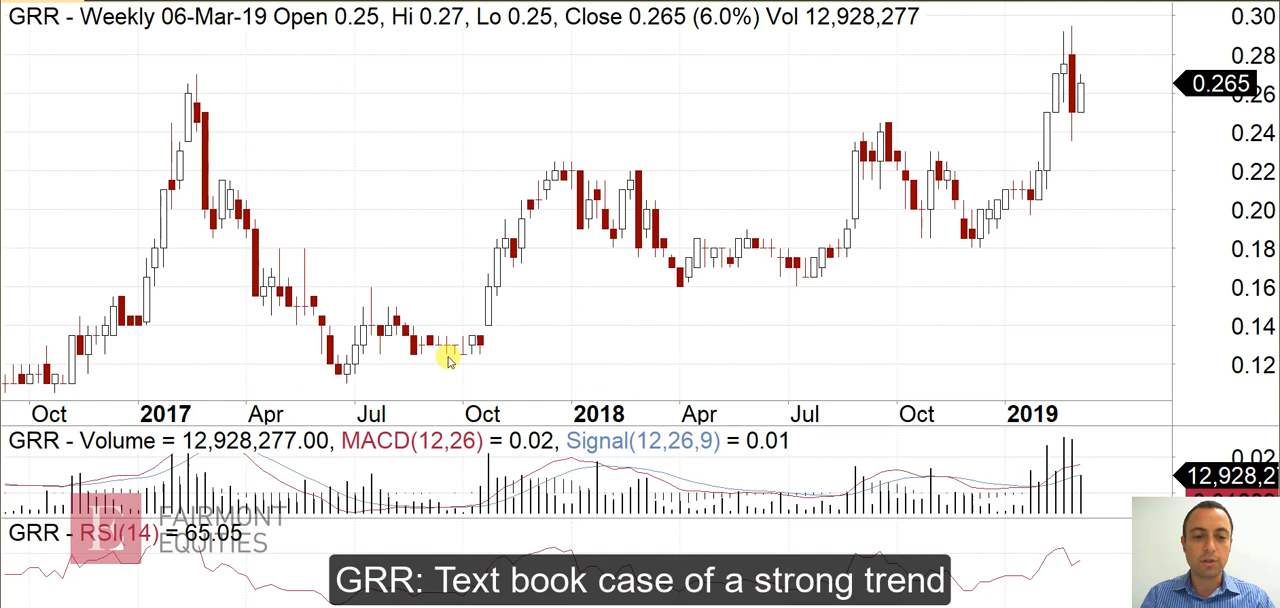 GRR - Weekly 06-Mar-19 Open 0.25, Hi 0.27, Lo 0.25, Close 0.265 (6.0%) Vol 12,928,277
0.30
0.28
0.265
0.26
0.24
0.22
0.20
0.18
0.16
0.14
0.12
Oct 2017 Apr Jul Oct 2018 Apr Jul Oct 2019
GRR - Volume = 12,928,277.00, MACD(12,26) = 0.02, Signal(12,26,9) = 0.01
0.02
12,928,2
GRR - RSI(14) = 65.05
E FAIRMONT
EQUITIES
GRR: Text book case of a strong trend